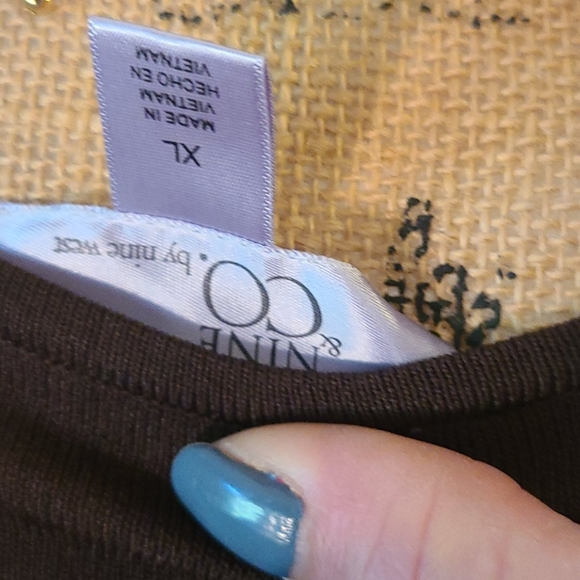 NINE
& CO.
by nine west
XL
MADE IN
VIETNAM
HECHO EN
VIETNAM